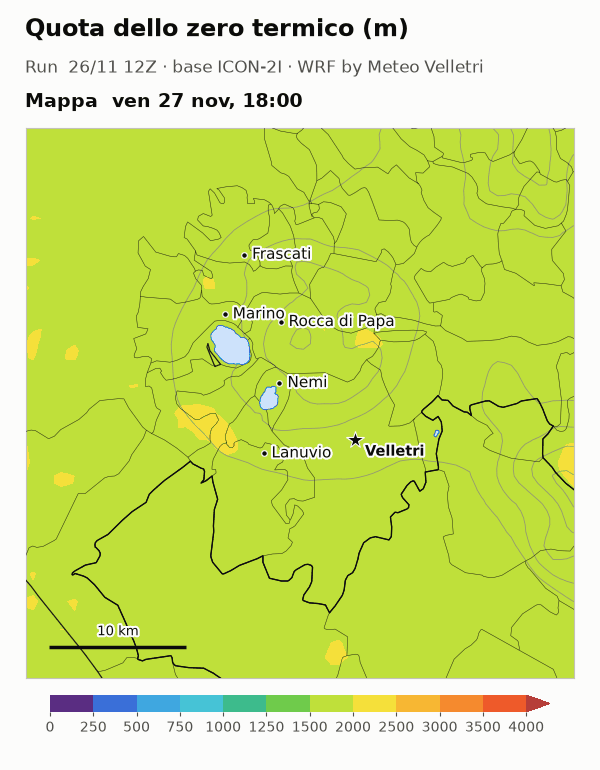 Quota dello zero termico (m)
Run  26/11 12Z · base ICON-2I · WRF by Meteo Velletri
Mappa  ven 27 nov, 18:00
Frascati
Marino
Rocca di Papa
Nemi
Velletri
Lanuvio
10 km
0 250 500 750 1000 1250 1500 2000 2500 3000 3500 4000